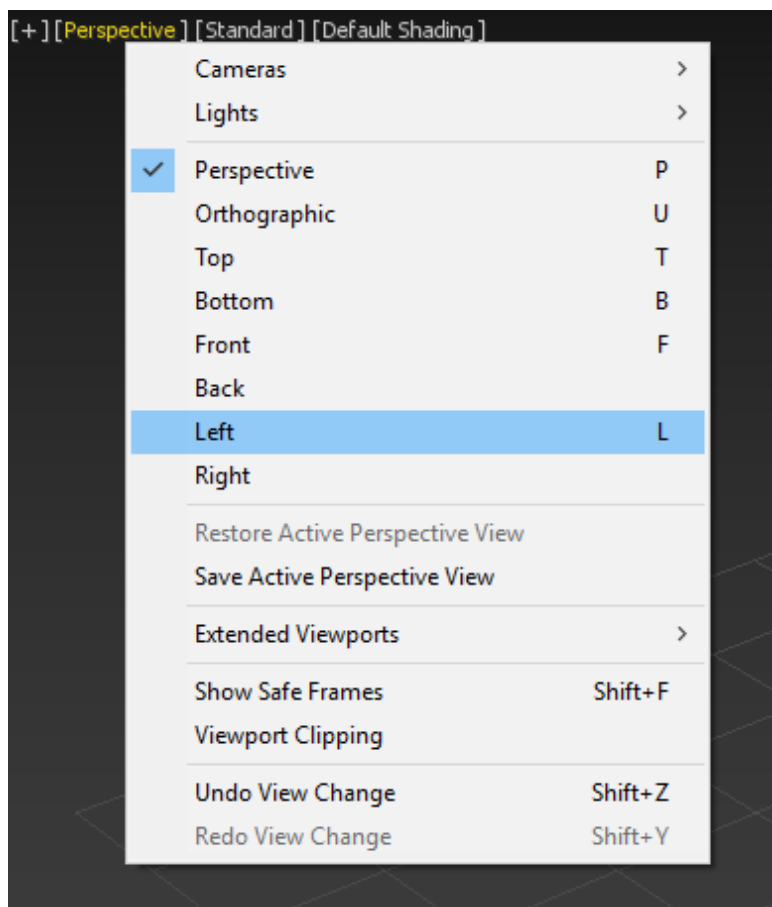 [+][Perspective][Standard][Default Shading]
Cameras
Lights
Perspective P
Orthographic U
Top T
Bottom B
Front F
Back
Left L
Right
Restore Active Perspective View
Save Active Perspective View
Extended Viewports
Show Safe Frames Shift+F
Viewport Clipping
Undo View Change Shift+Z
Redo View Change Shift+Y